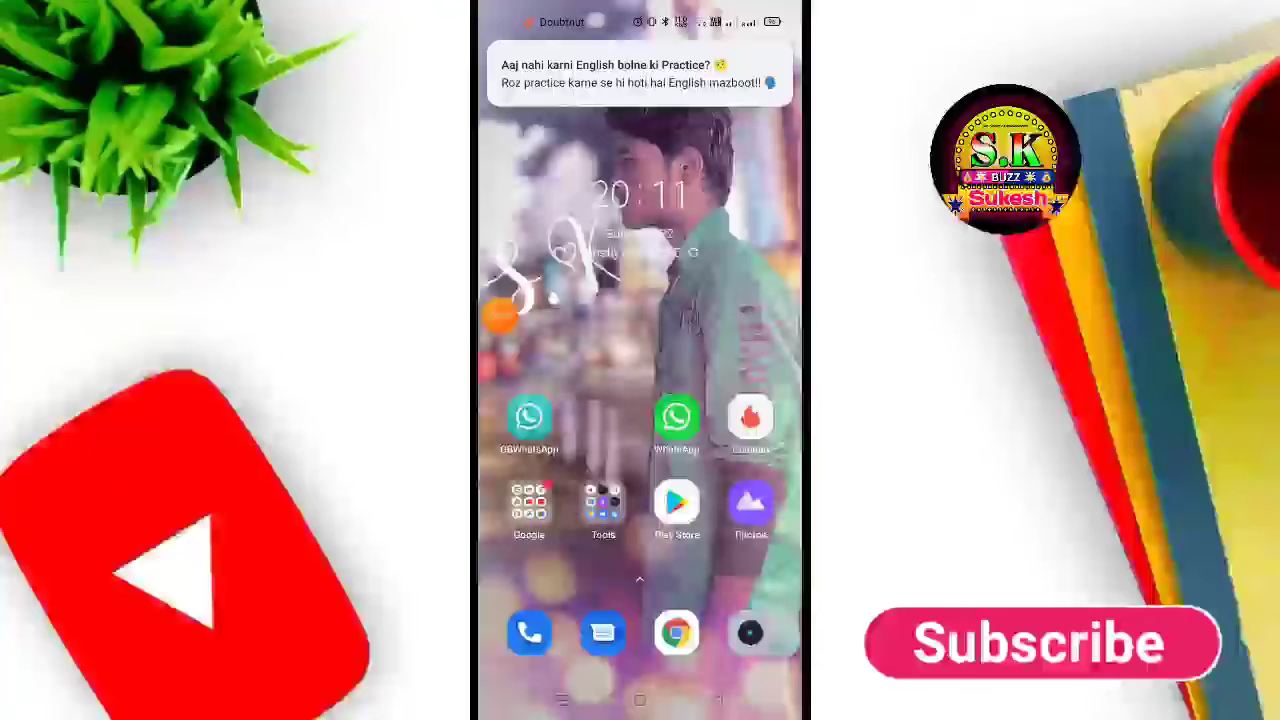 Doubtnut
Aaj nahi karni English bolne ki Practice?
Roz practice karne se hi hoti hai English mazboot!!
20:11
S.K
S.K
BUZZ
Sukesh
GBWhatsApp
WhatsApp
Google
Tools
Play Store
Photos
Subscribe